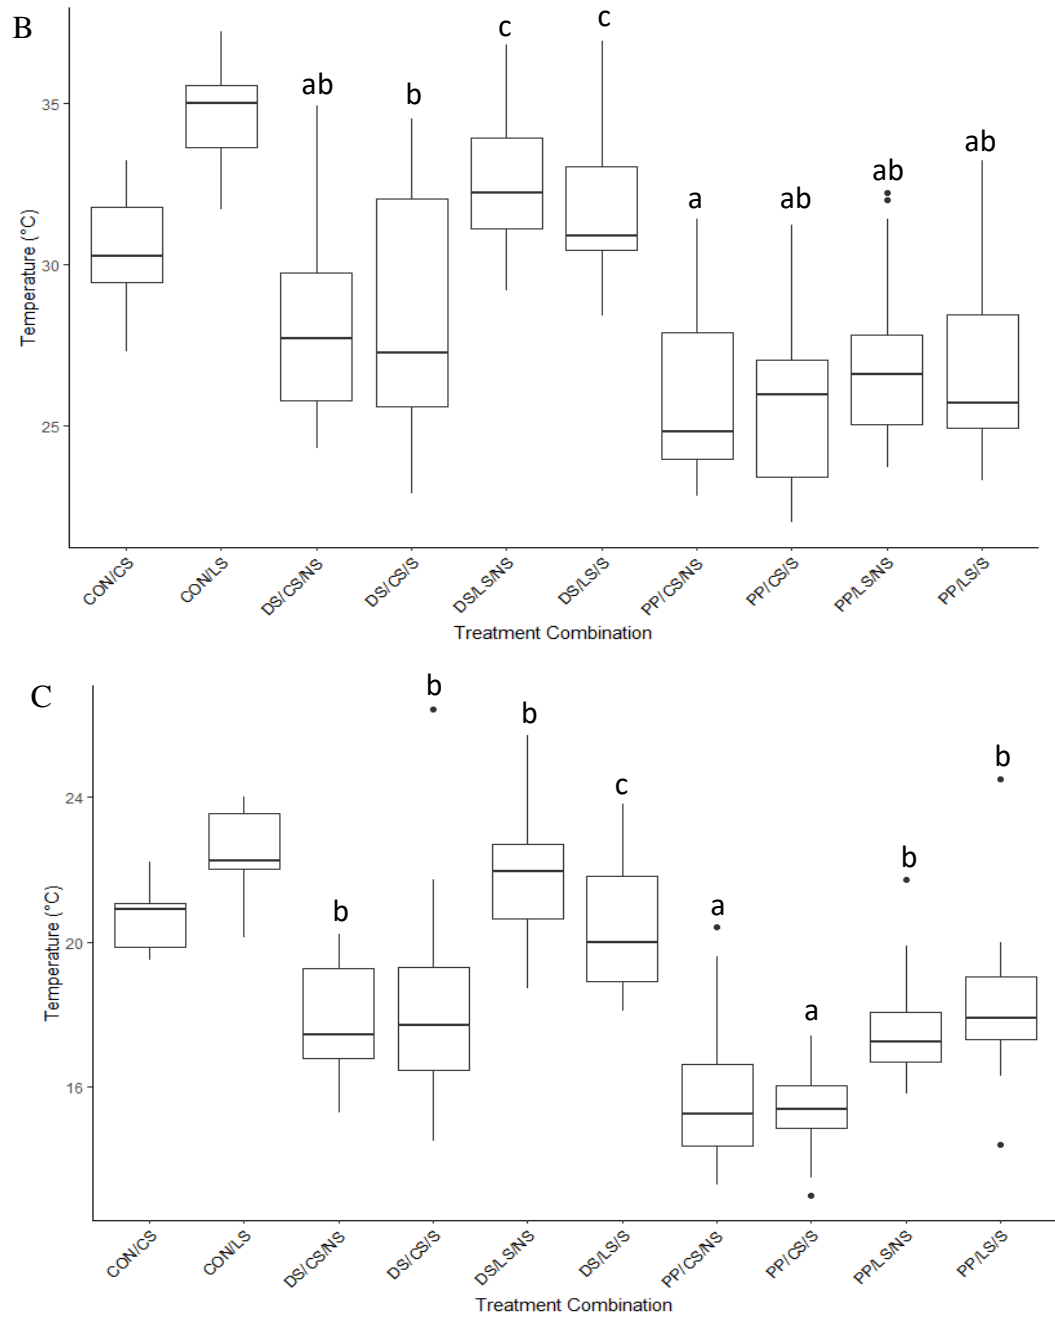 B
c
c
ab
b
ab
ab
a
ab
ab
35
30
25
Temperature (°C)
CON/CS
CON/LS
DS/CS/NS
DS/CS/S
DS/LS/NS
DS/LS/S
PP/CS/NS
PP/CS/S
PP/LS/NS
PP/LS/S
Treatment Combination
C
b
b
b
c
b
b
a
a
24
20
16
Temperature (°C)
CON/CS
CON/LS
DS/CS/NS
DS/CS/S
DS/LS/NS
DS/LS/S
PP/CS/NS
PP/CS/S
PP/LS/NS
PP/LS/S
Treatment Combination